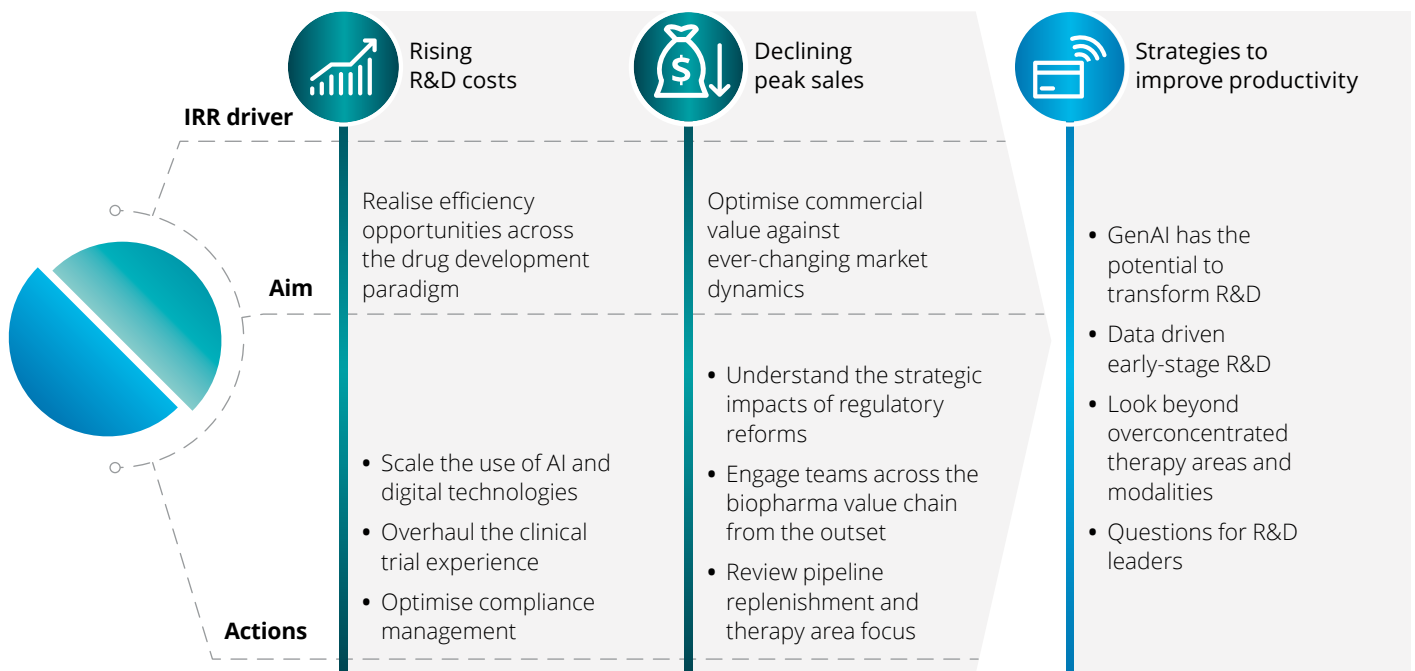 Rising
R&D costs
Declining
peak sales
Strategies to
improve productivity
IRR driver
Realise efficiency
opportunities across
the drug development
paradigm
Optimise commercial
value against
ever-changing market
dynamics
Aim
• Scale the use of AI and
digital technologies
• Overhaul the clinical
trial experience
• Optimise compliance
management
• Understand the strategic
impacts of regulatory
reforms
• Engage teams across the
biopharma value chain
from the outset
• Review pipeline
replenishment and
therapy area focus
Actions
• GenAI has the
potential to
transform R&D
• Data driven
early-stage R&D
• Look beyond
overconcentrated
therapy areas and
modalities
• Questions for R&D
leaders
$